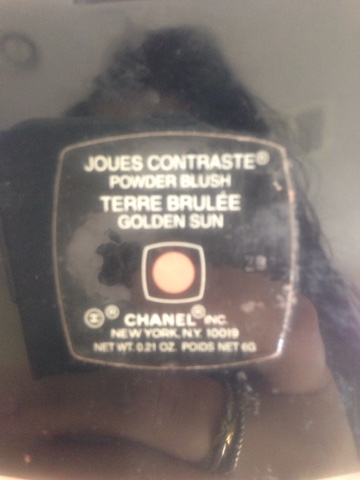 JOUES CONTRASTE®
POWDER BLUSH
TERRE BRULÉE
GOLDEN SUN
® CHANEL® INC.
NEW YORK, N.Y. 10019
NET WT. 0.21 OZ. POIDS NET 6G